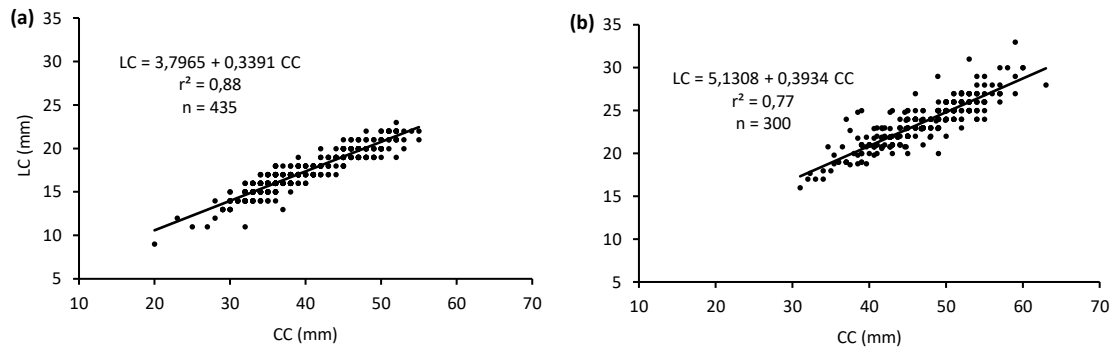 (a)
35
30
25
20
15
10
5
LC (mm)
LC = 3,7965 + 0,3391 CC
r² = 0,88
n = 435
10 20 30 40 50 60 70
CC (mm)
(b)
35
30
25
20
15
10
5
LC = 5,1308 + 0,3934 CC
r² = 0,77
n = 300
10 20 30 40 50 60 70
CC (mm)